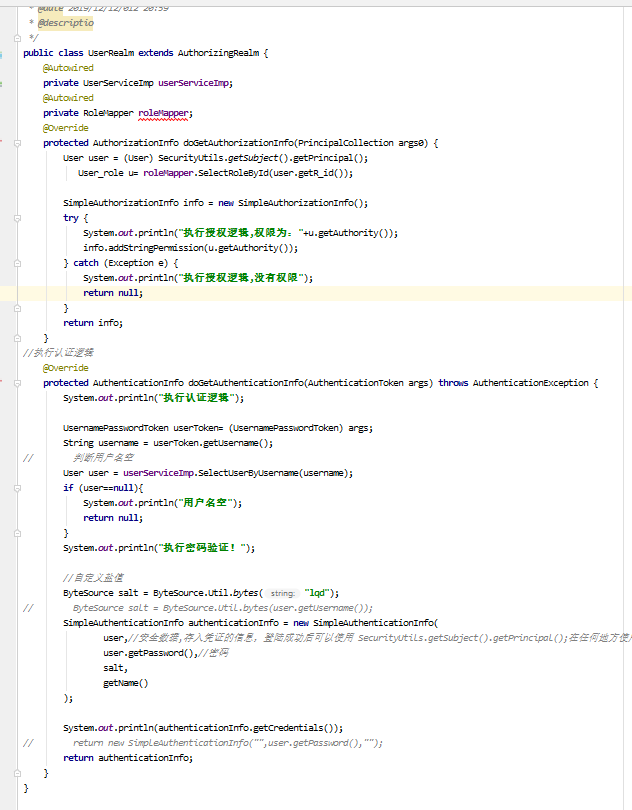 * @date 2019/12/12/012 20:59
* @descriptio
*/
public class UserRealm extends AuthorizingRealm {
@Autowired
private UserServiceImp userServiceImp;
@Autowired
private RoleMapper roleMapper;
@Override
protected AuthorizationInfo doGetAuthorizationInfo(PrincipalCollection args0) {
User user = (User) SecurityUtils.getSubject().getPrincipal();
User_role u= roleMapper.SelectRoleById(user.getR_id());
SimpleAuthorizationInfo info = new SimpleAuthorizationInfo();
try {
System.out.println("执行授权逻辑,权限为: "+u.getAuthority());
info.addStringPermission(u.getAuthority());
} catch (Exception e) {
System.out.println("执行授权逻辑,没有权限");
return null;
}
return info;
}
//执行认证逻辑
@Override
protected AuthenticationInfo doGetAuthenticationInfo(AuthenticationToken args) throws AuthenticationException {
System.out.println("执行认证逻辑");
UsernamePasswordToken userToken= (UsernamePasswordToken) args;
String username = userToken.getUsername();
// 判断用户名空
User user = userServiceImp.SelectUserByUsername(username);
if (user==null){
System.out.println("用户名空");
return null;
}
System.out.println("执行密码验证! ");
//自定义盐值
ByteSource salt = ByteSource.Util.bytes( string: "lqd");
// ByteSource salt = ByteSource.Util.bytes(user.getUsername());
SimpleAuthenticationInfo authenticationInfo = new SimpleAuthenticationInfo(
user,//安全数据,存入凭证的信息, 登陆成功后可以使用 SecurityUtils.getSubject().getPrincipal();在任何地方使
user.getPassword(),//密码
salt,
getName()
);
System.out.println(authenticationInfo.getCredentials());
// return new SimpleAuthenticationInfo("",user.getPassword(),"");
return authenticationInfo;
}
}